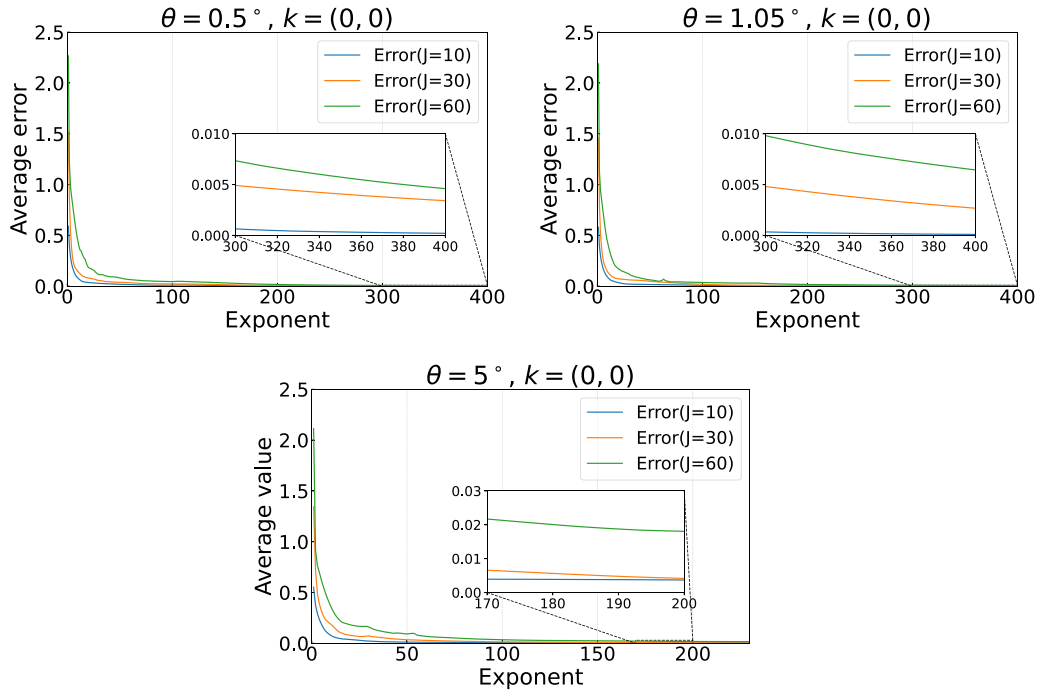 θ = 0.5°, k = (0, 0)
Average error
2.5
2.0
1.5
1.0
0.5
0.0
Error(J=10)
Error(J=30)
Error(J=60)
0.010
0.005
0.000
300 320 340 360 380 400
0 100 200 300 400
Exponent
θ = 1.05°, k = (0, 0)
Average error
2.5
2.0
1.5
1.0
0.5
0.0
Error(J=10)
Error(J=30)
Error(J=60)
0.010
0.005
0.000
300 320 340 360 380 400
0 100 200 300 400
Exponent
θ = 5°, k = (0, 0)
Average value
2.5
2.0
1.5
1.0
0.5
0.0
Error(J=10)
Error(J=30)
Error(J=60)
0.03
0.02
0.01
0.00
170 180 190 200
0 50 100 150 200
Exponent